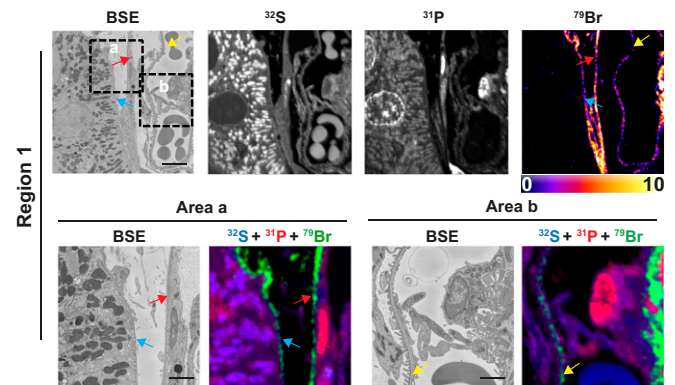 BSE
³²S
³¹P
⁷⁹Br
a
b
Region 1
0
10
Area a
Area b
BSE
³²S + ³¹P + ⁷⁹Br
BSE
³²S + ³¹P + ⁷⁹Br